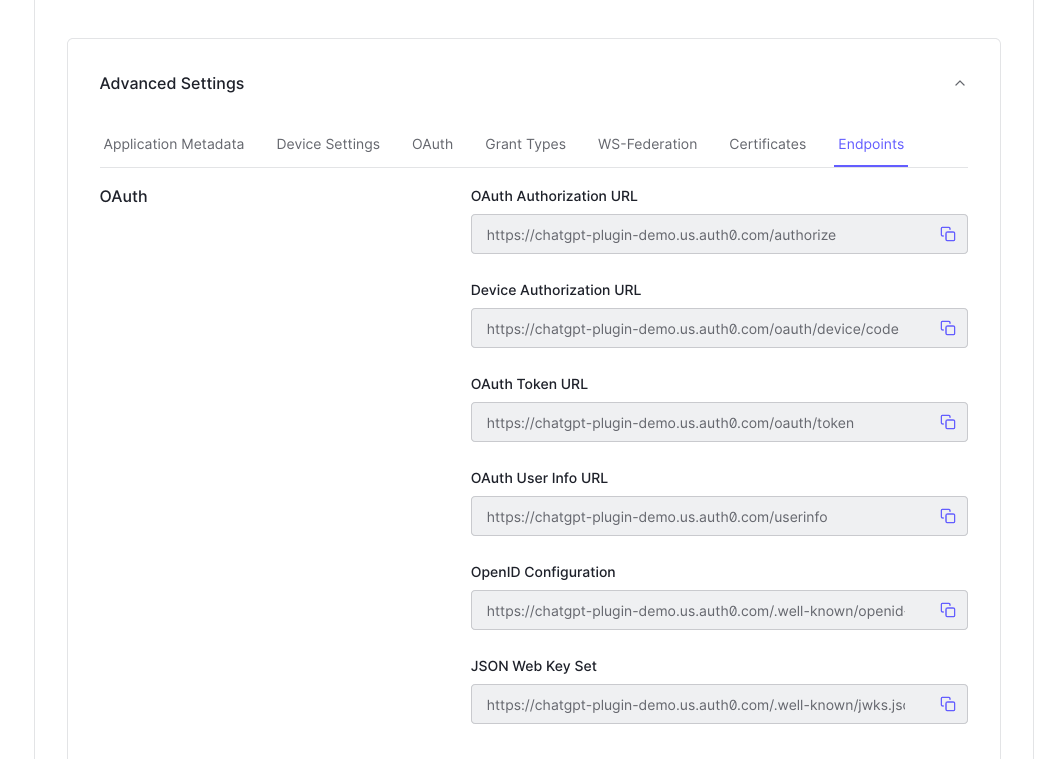 Advanced Settings
Application Metadata Device Settings OAuth Grant Types WS-Federation Certificates Endpoints
OAuth
OAuth Authorization URL
https://chatgpt-plugin-demo.us.auth0.com/authorize
Device Authorization URL
https://chatgpt-plugin-demo.us.auth0.com/oauth/device/code
OAuth Token URL
https://chatgpt-plugin-demo.us.auth0.com/oauth/token
OAuth User Info URL
https://chatgpt-plugin-demo.us.auth0.com/userinfo
OpenID Configuration
https://chatgpt-plugin-demo.us.auth0.com/.well-known/openid-
JSON Web Key Set
https://chatgpt-plugin-demo.us.auth0.com/.well-known/jwks.js